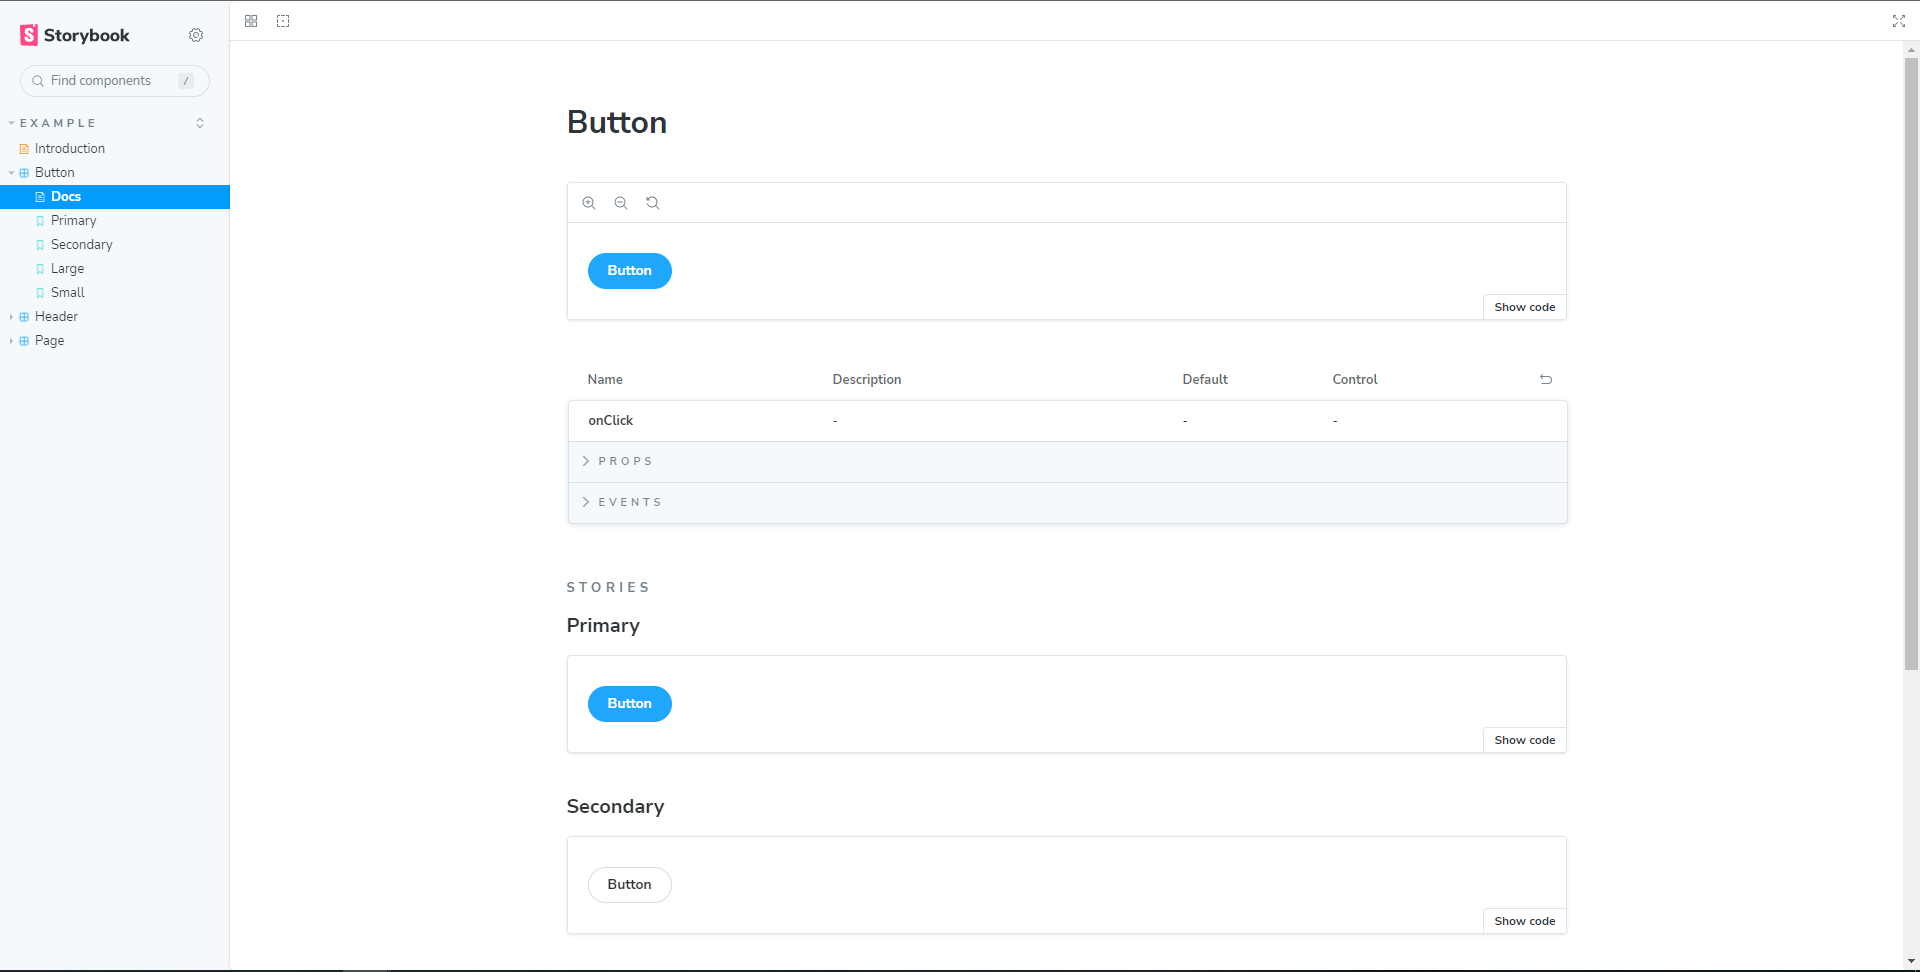 Storybook
Find components /
EXAMPLE
Introduction
Button
Docs
Primary
Secondary
Large
Small
Header
Page
Button
Button
Show code
Name Description Default Control
onClick - - -
PROPS
EVENTS
STORIES
Primary
Button
Show code
Secondary
Button
Show code